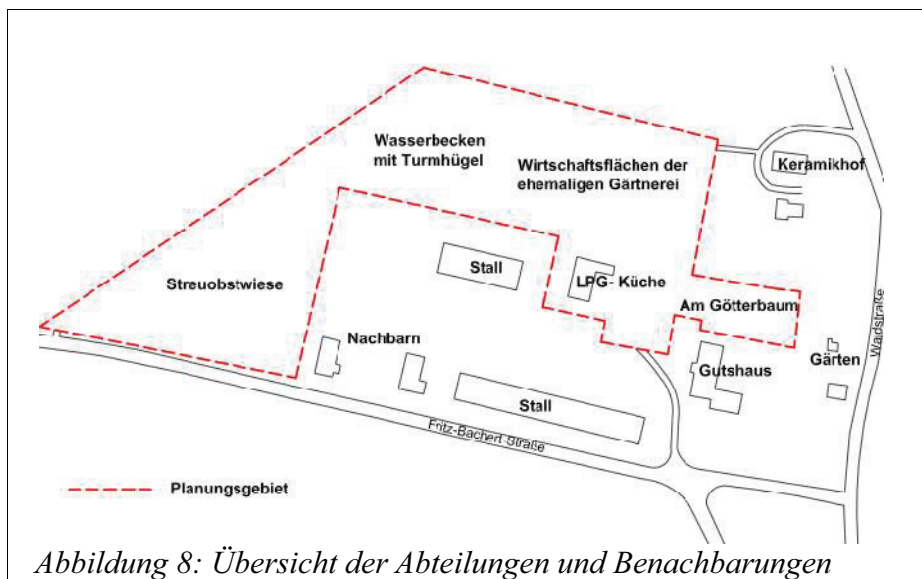 Wasserbecken
mit Turmhügel
Wirtschaftsflächen der
ehemaligen Gärtnerei
Keramikhof
Streuobstwiese
Stall
LPG- Küche
Am Götterbaum
Nachbarn
Gutshaus
Gärten
Waldstraße
Stall
Fritz-Bachert-Straße
Planungsgebiet
Abbildung 8: Übersicht der Abteilungen und Benachbarungen